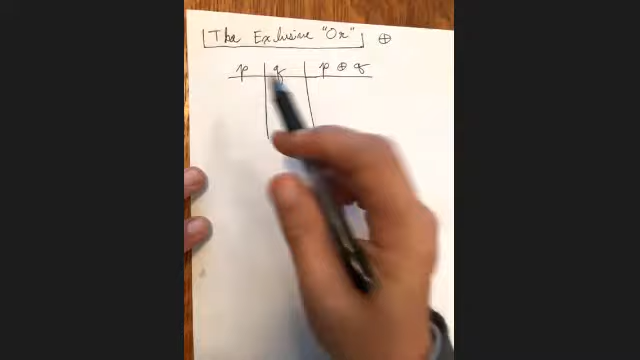 The Exclusive "Or" ⊕
p q p ⊕ q